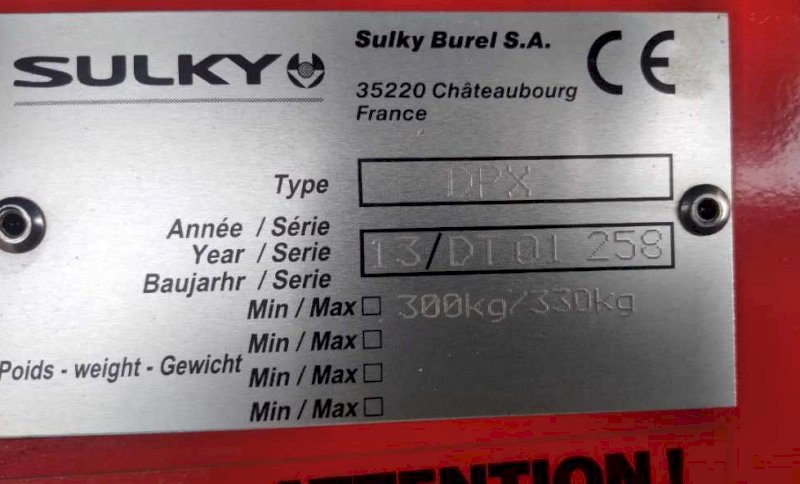 SULKY
Sulky Burel S.A.
35220 Châteaubourg
France
CE
Type DPX
Année / Série
Year / Serie 13/DT 01 258
Baujarhr / Serie
Min / Max 300kg/330kg
Min / Max
Poids - weight - Gewicht
Min / Max
Min / Max
ATTENTION!